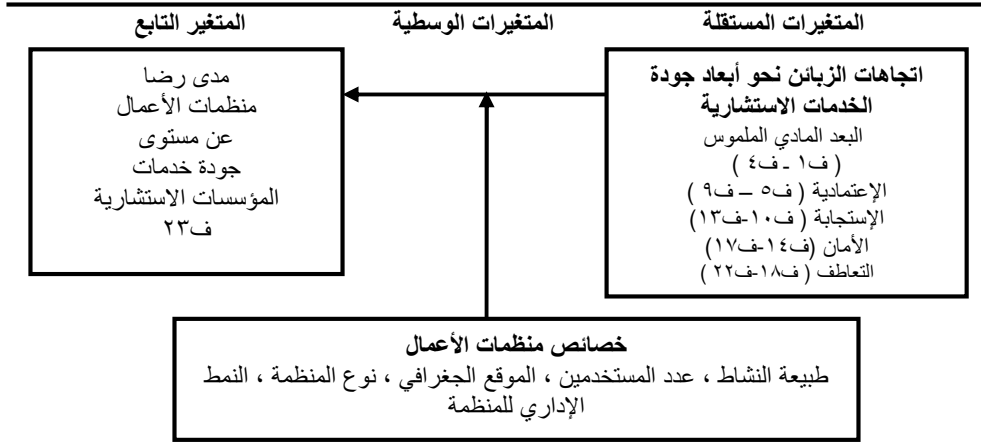 المتغيرات المستقلة
المتغيرات الوسطية
المتغير التابع
اتجاهات الزبائن نحو أبعاد جودة
الخدمات الاستشارية
البعد المادي الملموس
( ف١ ـ ف٤ )
الإعتمادية ( ف٥ – ف٩ )
الإستجابة ( ف١٠-ف١٣)
الأمان (ف١٤-ف١٧)
التعاطف ( ف١٨-ف٢٢ )
مدى رضا
منظمات الأعمال
عن مستوى
جودة خدمات
المؤسسات الاستشارية
ف٢٣
خصائص منظمات الأعمال
طبيعة النشاط ، عدد المستخدمين ، الموقع الجغرافي ، نوع المنظمة ، النمط
الإداري للمنظمة